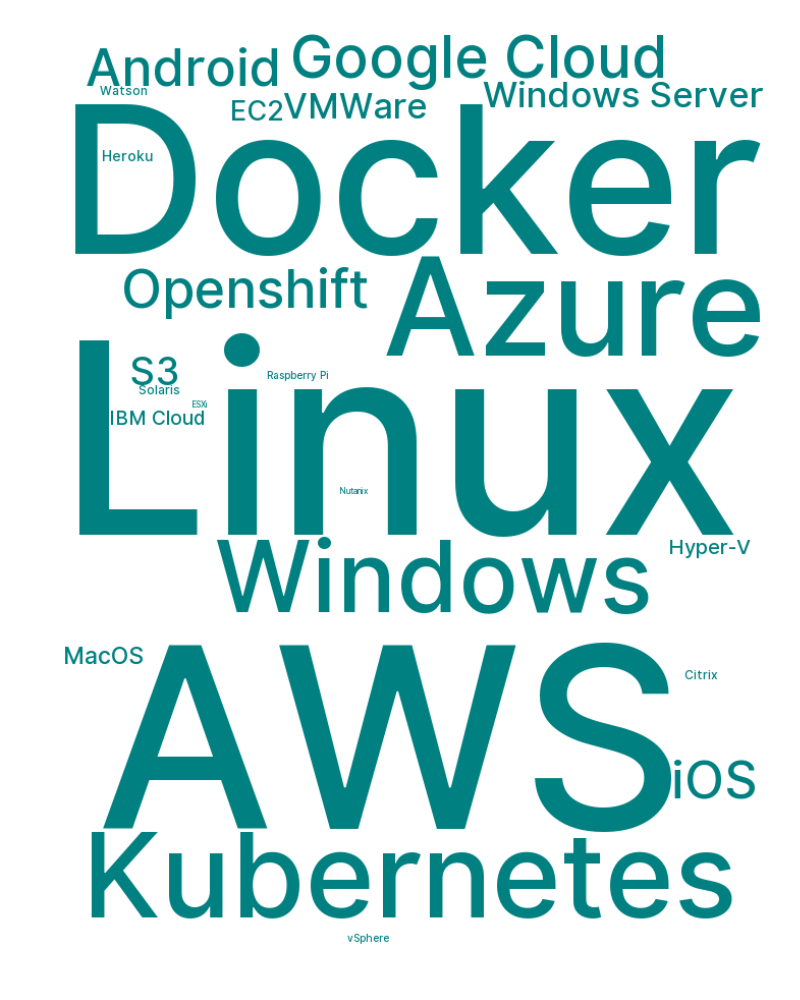 Android
Google Cloud
Watson
EC2
VMWare
Windows Server
Docker
Heroku
Openshift
Azure
Linux
S3
Solaris
ESXi
IBM Cloud
Raspberry Pi
Nutanix
Windows
Hyper-V
MacOS
AWS
Citrix
iOS
Kubernetes
vSphere